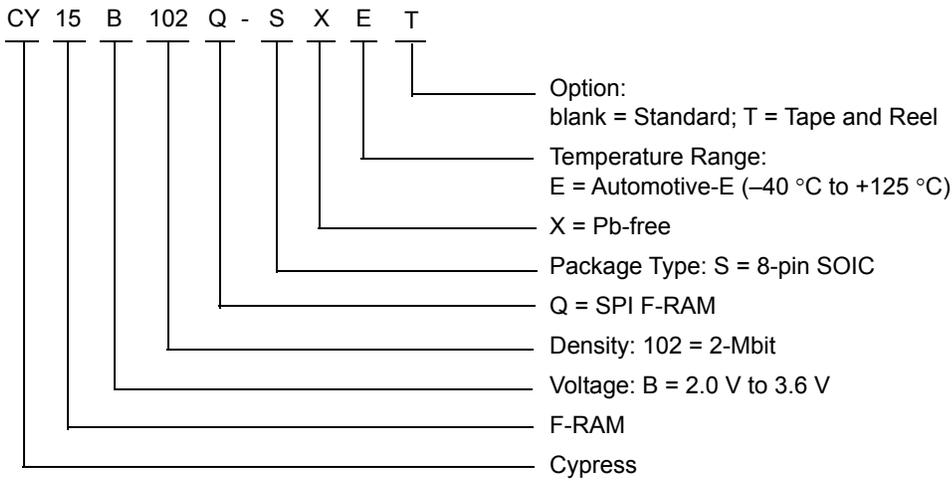 CY 15 B 102 Q - S X E T
Option:
blank = Standard; T = Tape and Reel
Temperature Range:
E = Automotive-E (–40 °C to +125 °C)
X = Pb-free
Package Type: S = 8-pin SOIC
Q = SPI F-RAM
Density: 102 = 2-Mbit
Voltage: B = 2.0 V to 3.6 V
F-RAM
Cypress